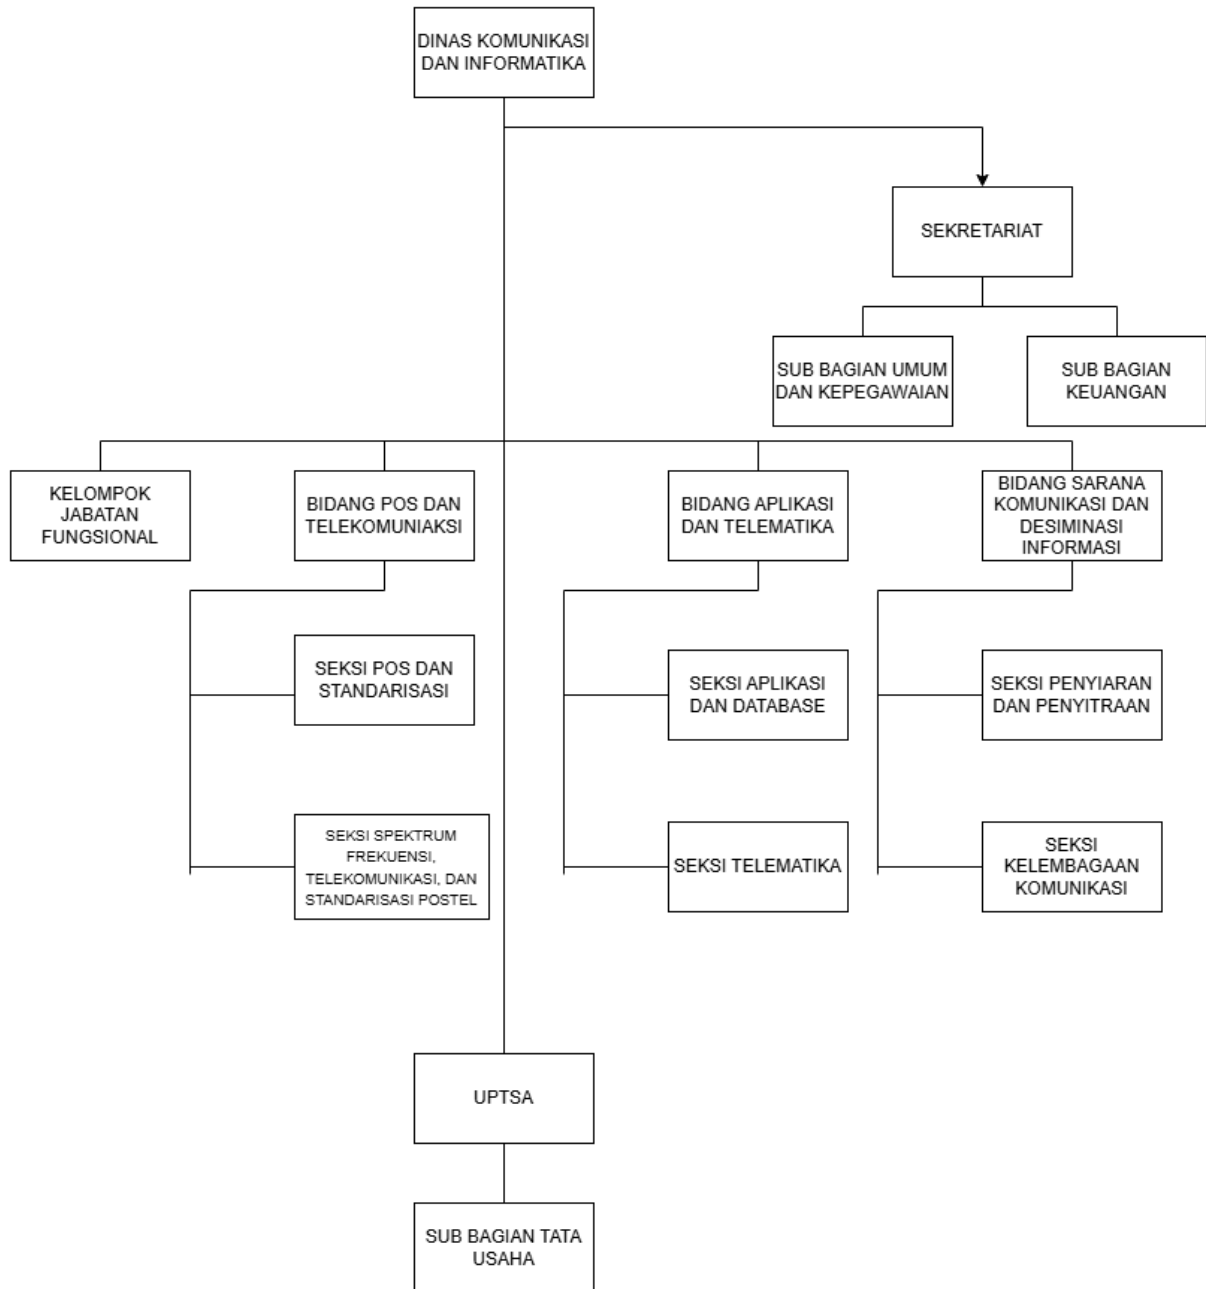 DINAS KOMUNIKASI
DAN INFORMATIKA
SEKRETARIAT
SUB BAGIAN UMUM
DAN KEPEGAWAIAN
SUB BAGIAN
KEUANGAN
KELOMPOK
JABATAN
FUNGSIONAL
BIDANG POS DAN
TELEKOMUNIAKSI
BIDANG APLIKASI
DAN TELEMATIKA
BIDANG SARANA
KOMUNIKASI DAN
DESIMINASI
INFORMASI
SEKSI POS DAN
STANDARISASI
SEKSI APLIKASI
DAN DATABASE
SEKSI PENYIARAN
DAN PENYITRAAN
SEKSI SPEKTRUM
FREKUENSI,
TELEKOMUNIKASI, DAN
STANDARISASI POSTEL
SEKSI TELEMATIKA
SEKSI
KELEMBAGAAN
KOMUNIKASI
UPTSA
SUB BAGIAN TATA
USAHA